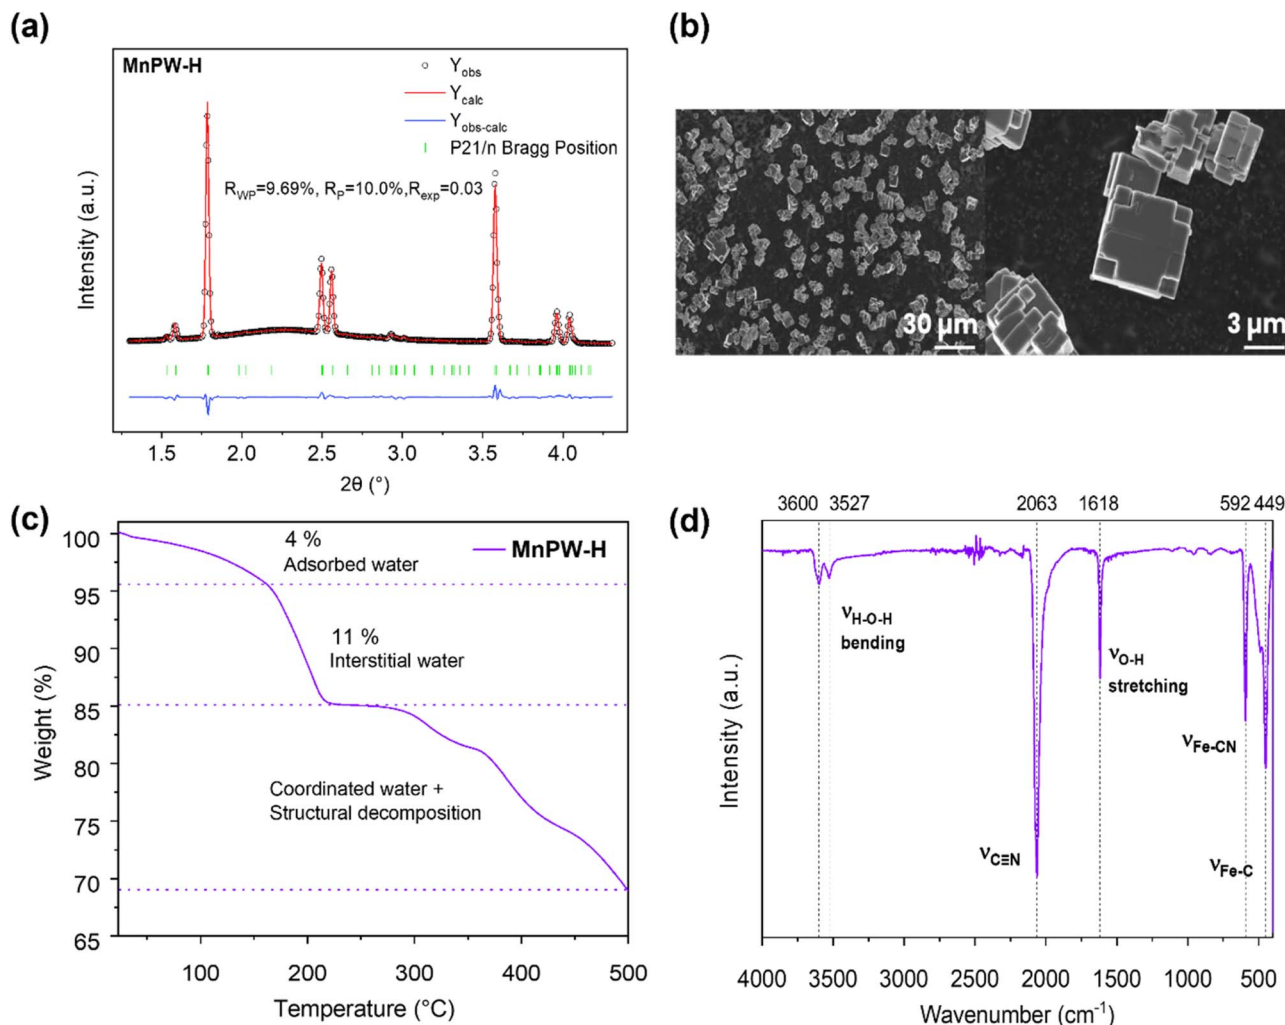 (a)
MnPW-H
Y_obs
Y_calc
Y_obs-calc
P21/n Bragg Position
R_WP=9.69%, R_P=10.0%,R_exp=0.03
Intensity (a.u.)
1.5 2.0 2.5 3.0 3.5 4.0
2θ (°)
(b)
30 µm
3 µm
(c)
MnPW-H
4 %
Adsorbed water
11 %
Interstitial water
Coordinated water +
Structural decomposition
Weight (%)
100
95
90
85
80
75
70
65
100 200 300 400 500
Temperature (°C)
(d)
3600 3527 2063 1618 592 449
ν_H-O-H
bending
ν_O-H
stretching
ν_Fe-CN
ν_C≡N
ν_Fe-C
Intensity (a.u.)
4000 3500 3000 2500 2000 1500 1000 500
Wavenumber (cm⁻¹)